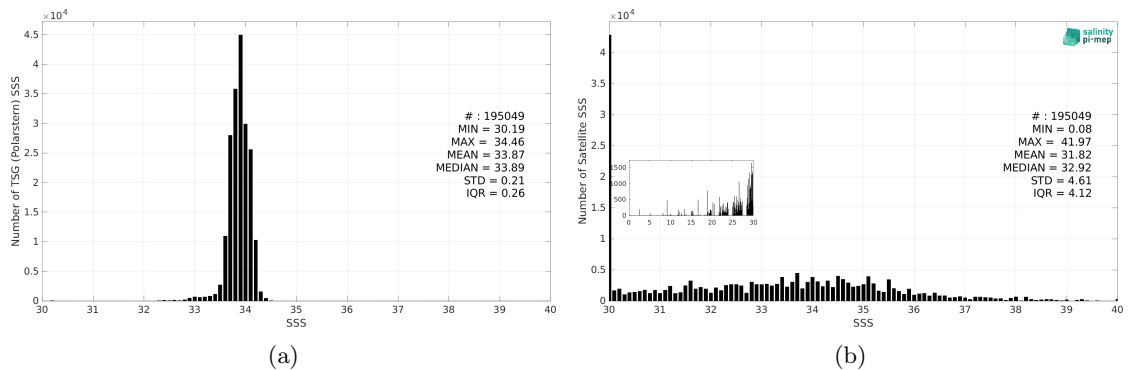 ×10⁴
4.5
4
3.5
3
2.5
2
1.5
1
0.5
0
30 31 32 33 34 35 36 37 38 39 40
SSS
Number of TSG (Polarstern) SSS
# : 195049
MIN = 30.19
MAX = 34.46
MEAN = 33.87
MEDIAN = 33.89
STD = 0.21
IQR = 0.26
(a)
×10⁴
4
3.5
3
2.5
2
1.5
1
0.5
0
30 31 32 33 34 35 36 37 38 39 40
SSS
Number of Satellite SSS
1500
1000
500
0
0 5 10 15 20 25 30
salinity
pi-mep
# : 195049
MIN = 0.08
MAX = 41.97
MEAN = 31.82
MEDIAN = 32.92
STD = 4.61
IQR = 4.12
(b)